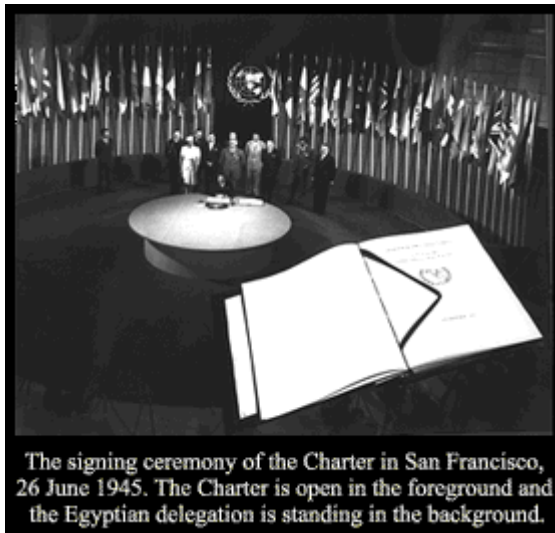 The signing ceremony of the Charter in San Francisco,
26 June 1945. The Charter is open in the foreground and
the Egyptian delegation is standing in the background.